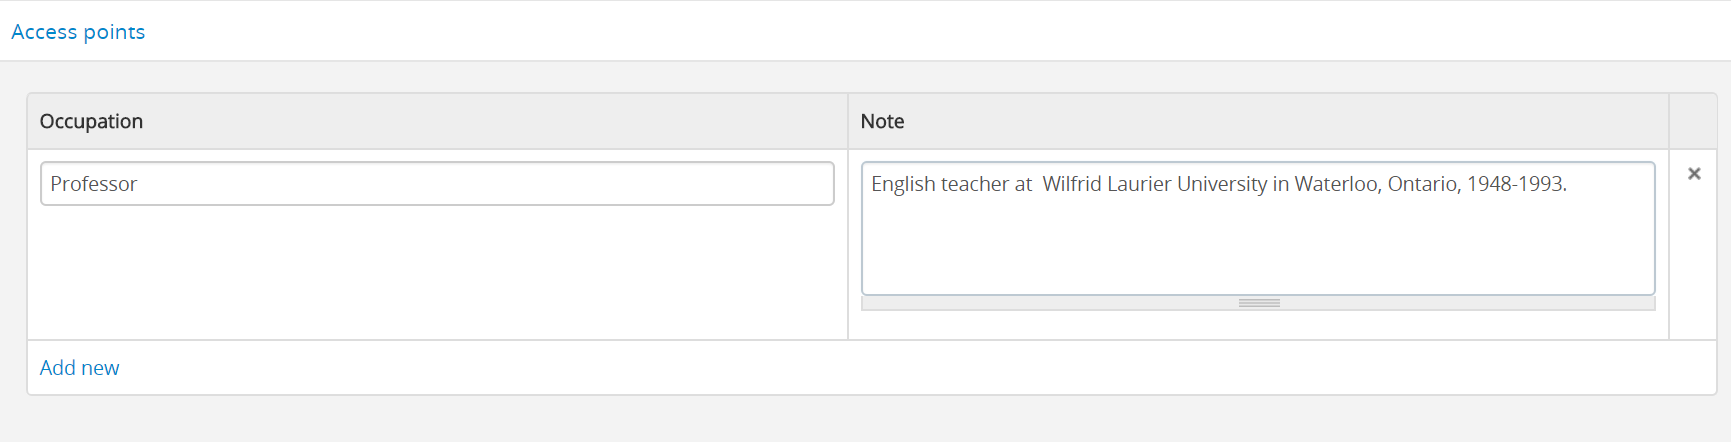 Access points
Occupation
Note
Professor
English teacher at  Wilfrid Laurier University in Waterloo, Ontario, 1948-1993.
Add new